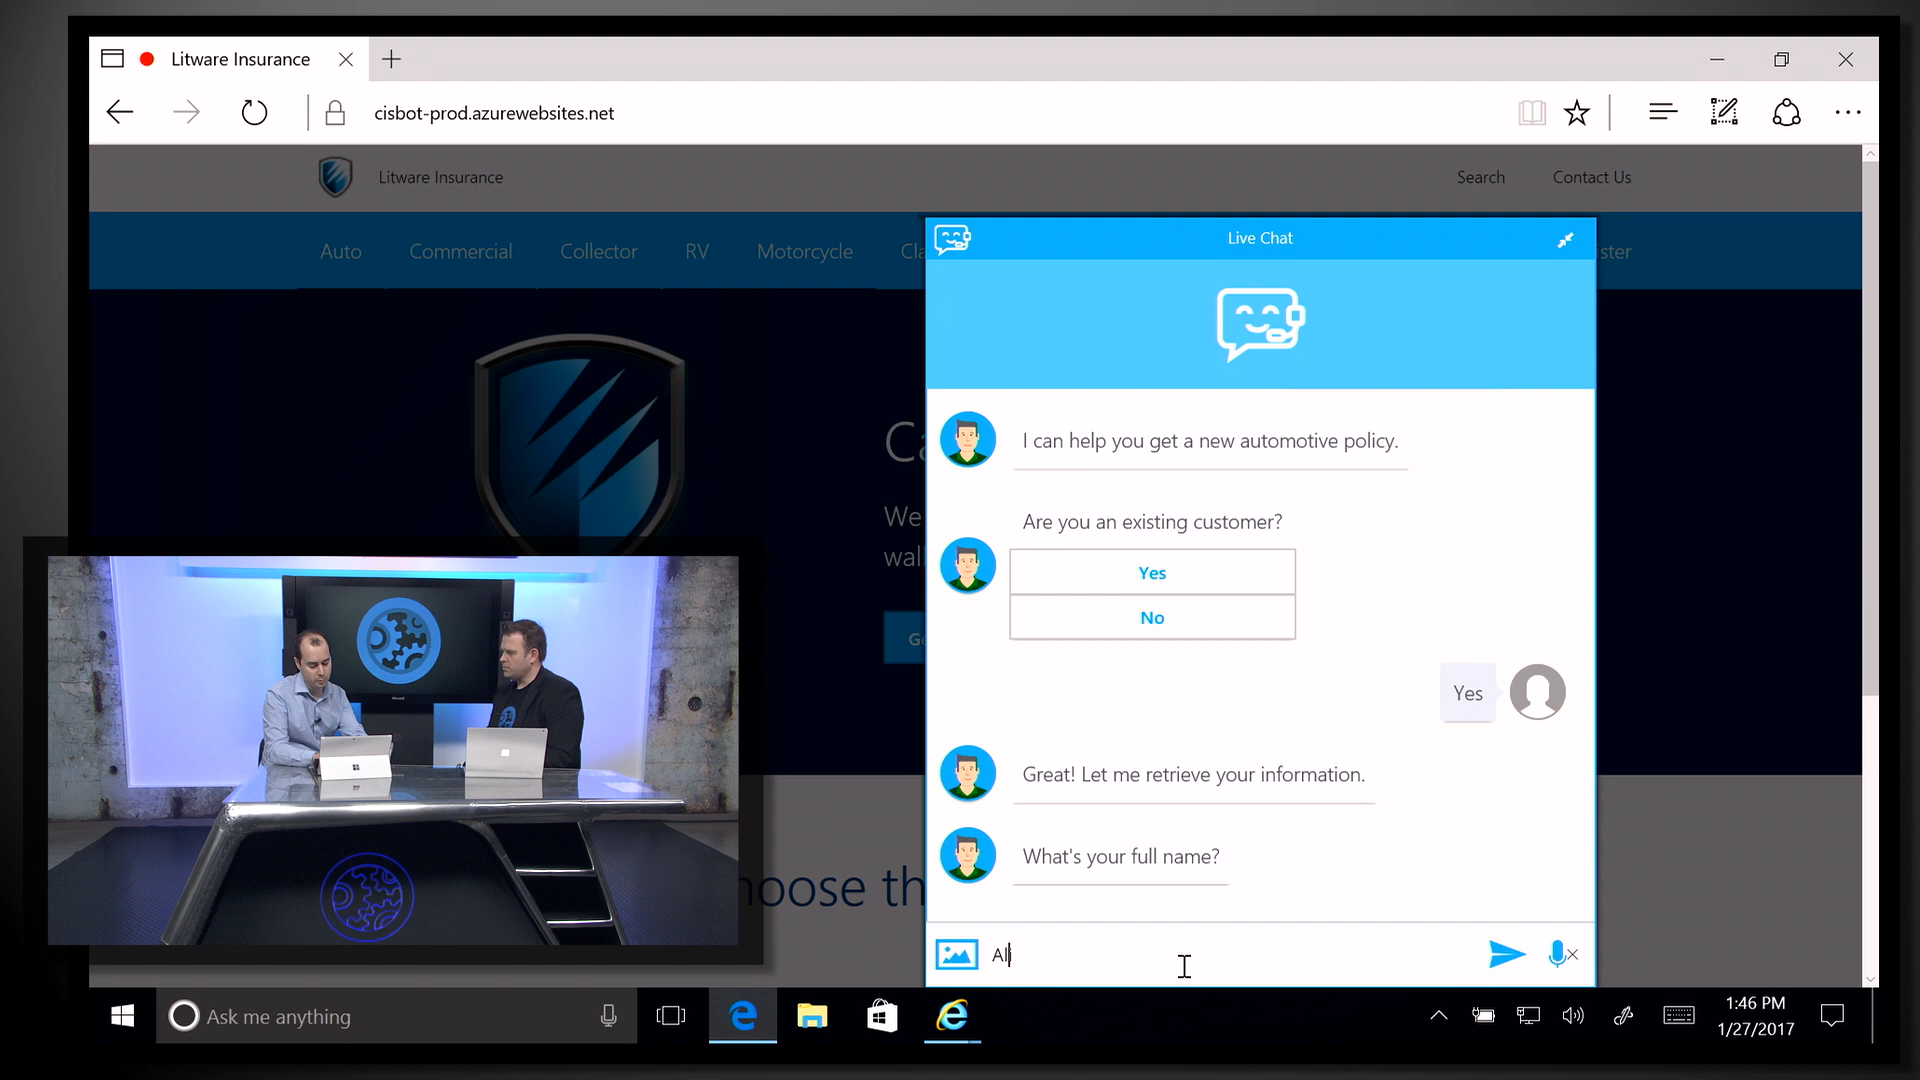 Litware Insurance
cisbot-prod.azurewebsites.net
Litware Insurance
Search
Contact Us
Auto
Commercial
Collector
RV
Motorcycle
Live Chat
I can help you get a new automotive policy.
Are you an existing customer?
Yes
No
Yes
Great! Let me retrieve your information.
What's your full name?
We
Ali
Ask me anything
1:46 PM
1/27/2017